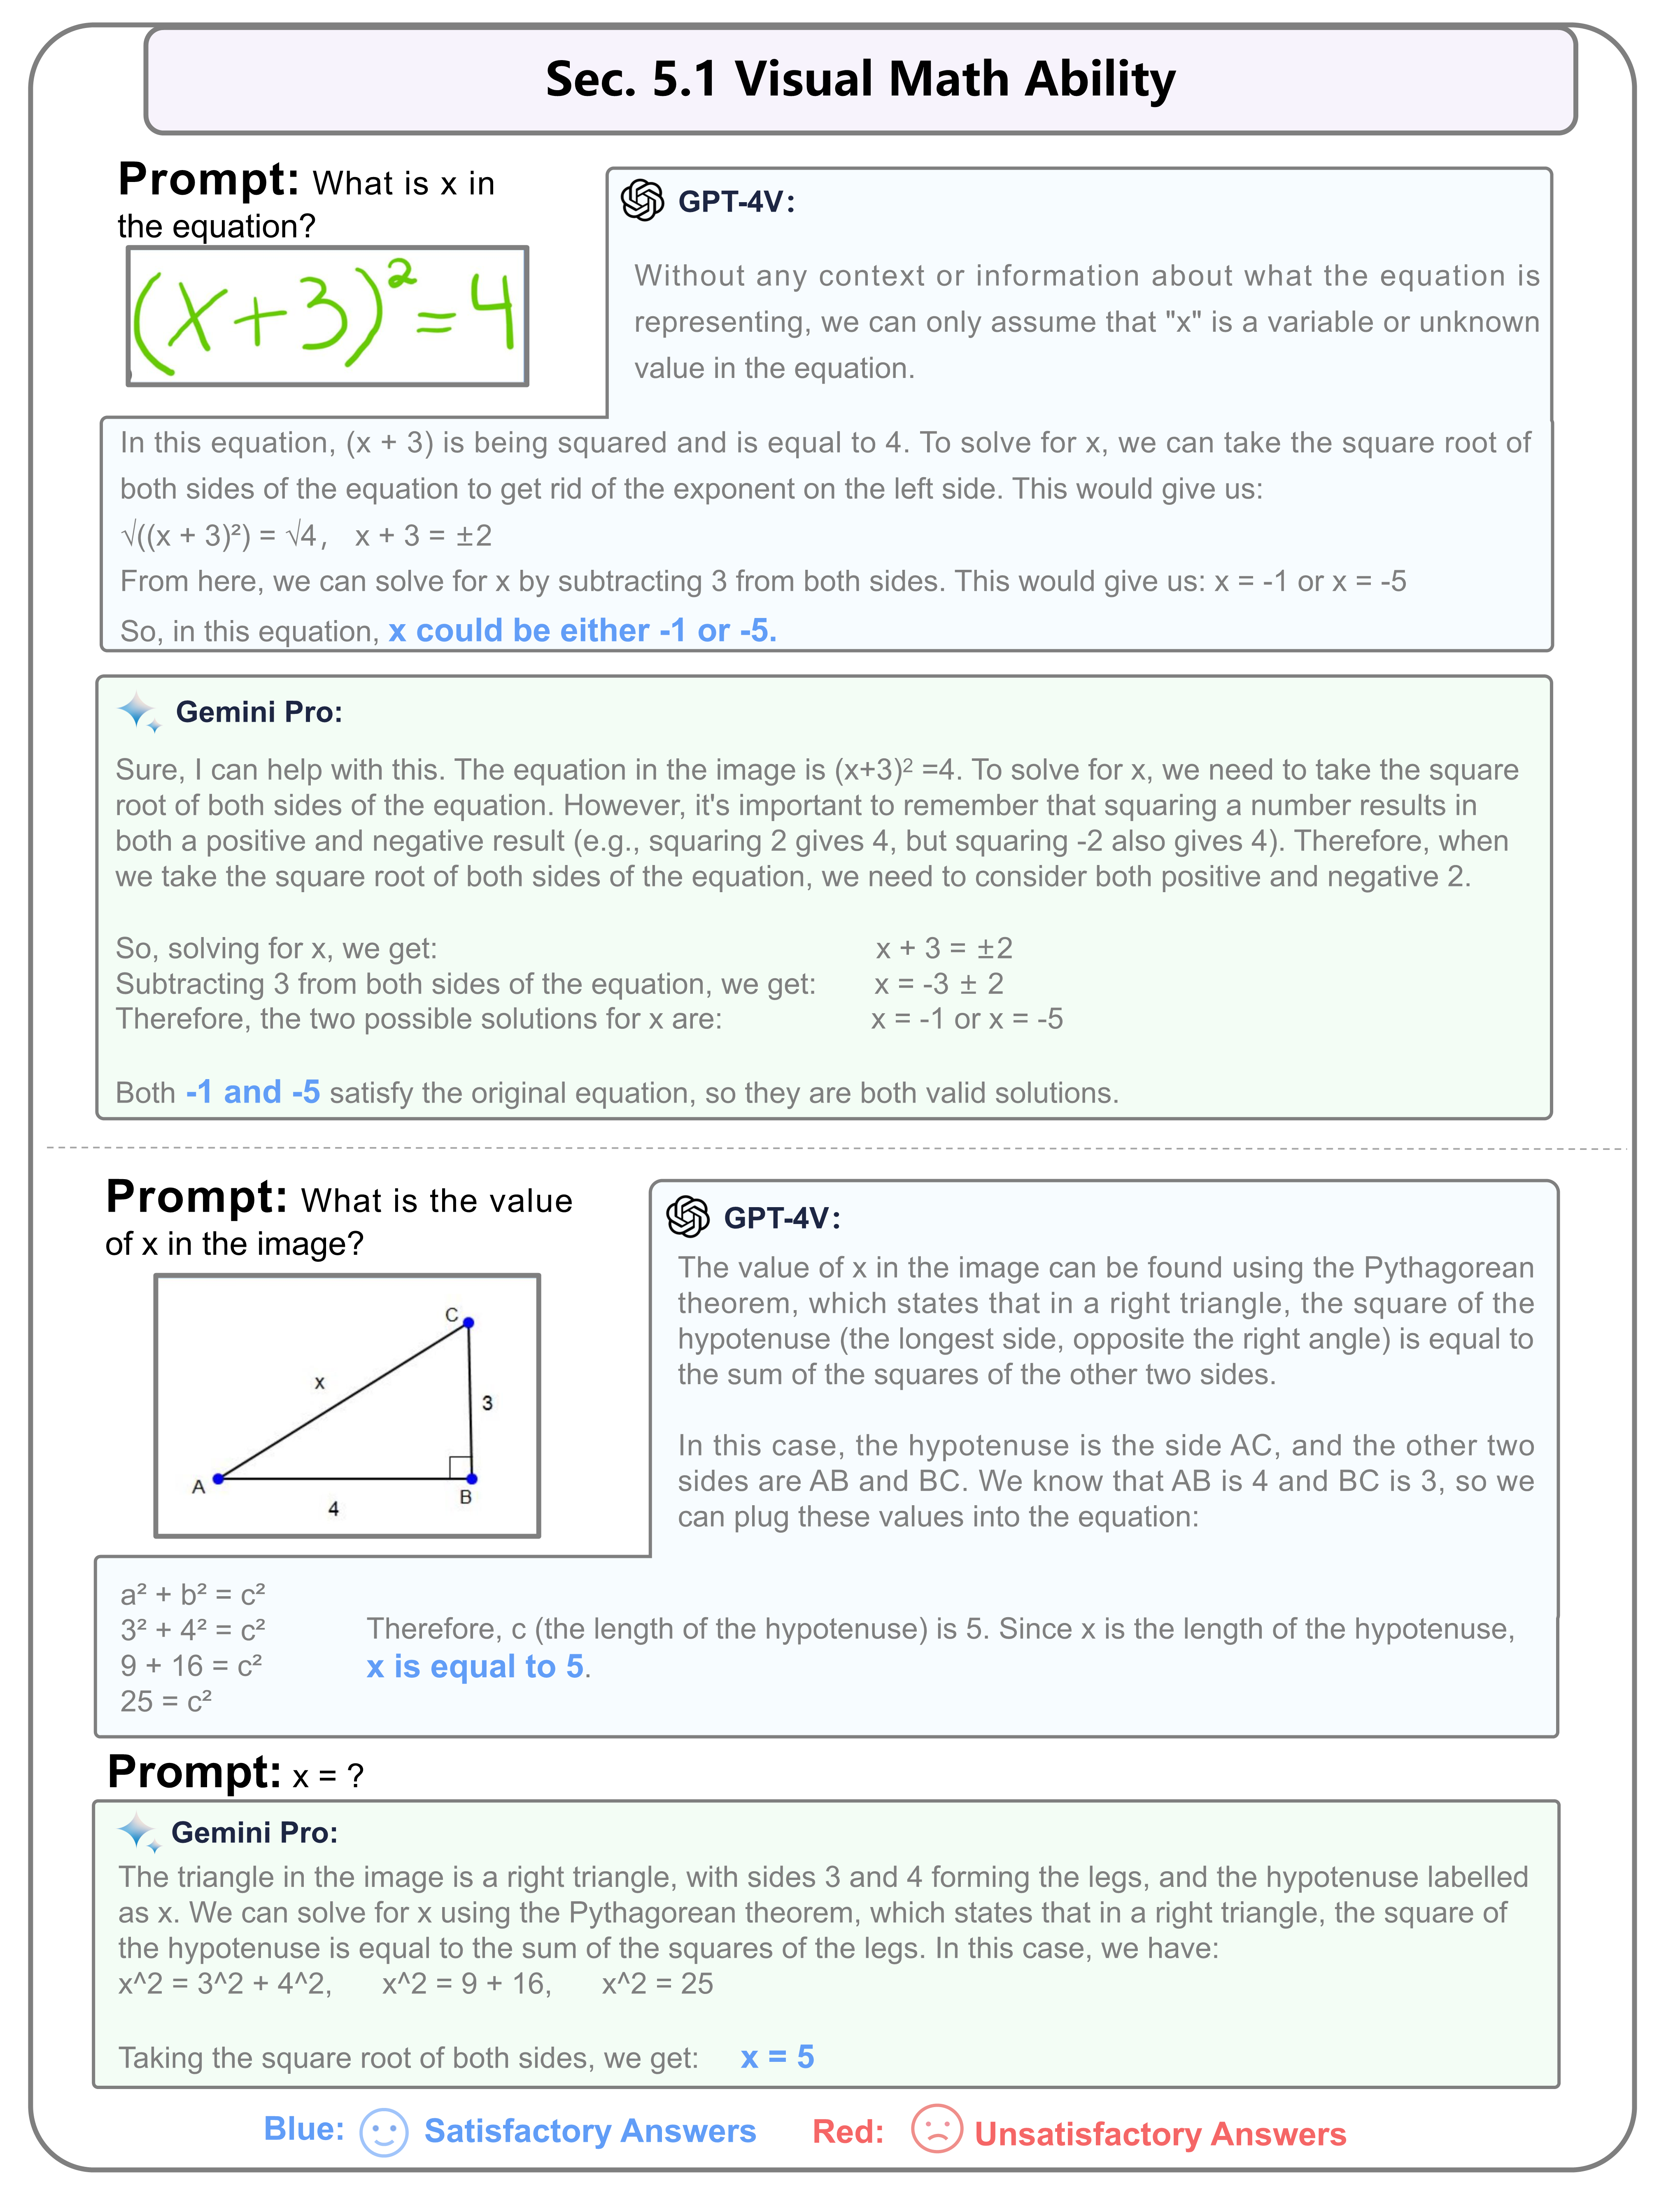 Sec. 5.1 Visual Math Ability
Prompt: What is x in
the equation?
(x+3)²=4
GPT-4V:
Without any context or information about what the equation is
representing, we can only assume that "x" is a variable or unknown
value in the equation.
In this equation, (x + 3) is being squared and is equal to 4. To solve for x, we can take the square root of
both sides of the equation to get rid of the exponent on the left side. This would give us:
√((x + 3)²) = √4, x + 3 = ±2
From here, we can solve for x by subtracting 3 from both sides. This would give us: x = -1 or x = -5
So, in this equation, x could be either -1 or -5.
Gemini Pro:
Sure, I can help with this. The equation in the image is (x+3)² =4. To solve for x, we need to take the square
root of both sides of the equation. However, it's important to remember that squaring a number results in
both a positive and negative result (e.g., squaring 2 gives 4, but squaring -2 also gives 4). Therefore, when
we take the square root of both sides of the equation, we need to consider both positive and negative 2.
So, solving for x, we get: x + 3 = ±2
Subtracting 3 from both sides of the equation, we get: x = -3 ± 2
Therefore, the two possible solutions for x are: x = -1 or x = -5
Both -1 and -5 satisfy the original equation, so they are both valid solutions.
Prompt: What is the value
of x in the image?
C
x
3
A
B
4
GPT-4V:
The value of x in the image can be found using the Pythagorean
theorem, which states that in a right triangle, the square of the
hypotenuse (the longest side, opposite the right angle) is equal to
the sum of the squares of the other two sides.
In this case, the hypotenuse is the side AC, and the other two
sides are AB and BC. We know that AB is 4 and BC is 3, so we
can plug these values into the equation:
a² + b² = c²
3² + 4² = c²
9 + 16 = c²
25 = c²
Therefore, c (the length of the hypotenuse) is 5. Since x is the length of the hypotenuse,
x is equal to 5.
Prompt: x = ?
Gemini Pro:
The triangle in the image is a right triangle, with sides 3 and 4 forming the legs, and the hypotenuse labelled
as x. We can solve for x using the Pythagorean theorem, which states that in a right triangle, the square of
the hypotenuse is equal to the sum of the squares of the legs. In this case, we have:
x^2 = 3^2 + 4^2, x^2 = 9 + 16, x^2 = 25
Taking the square root of both sides, we get: x = 5
Blue: Satisfactory Answers Red: Unsatisfactory Answers